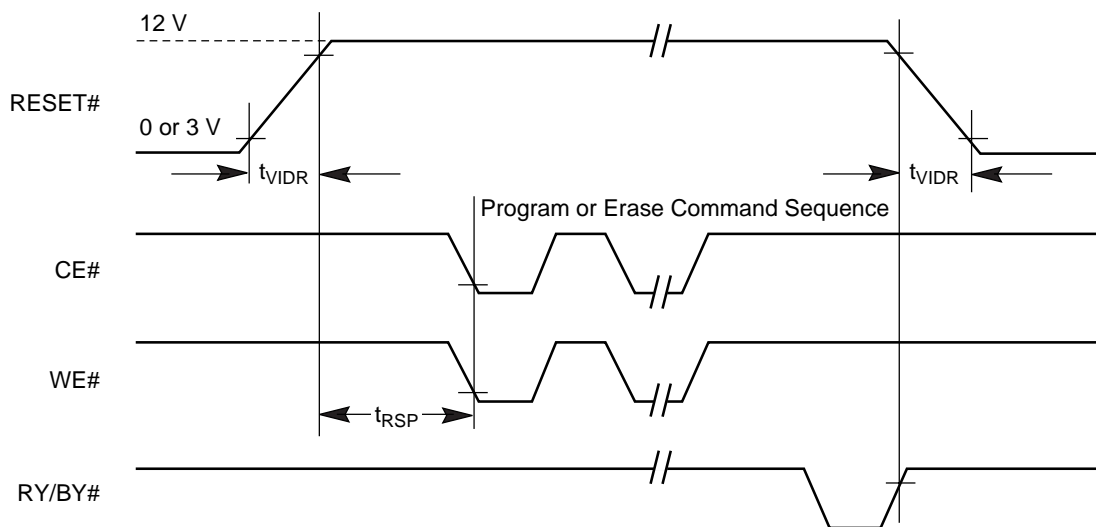 12 V
RESET#
0 or 3 V
tVIDR
tVIDR
Program or Erase Command Sequence
CE#
WE#
tRSP
RY/BY#